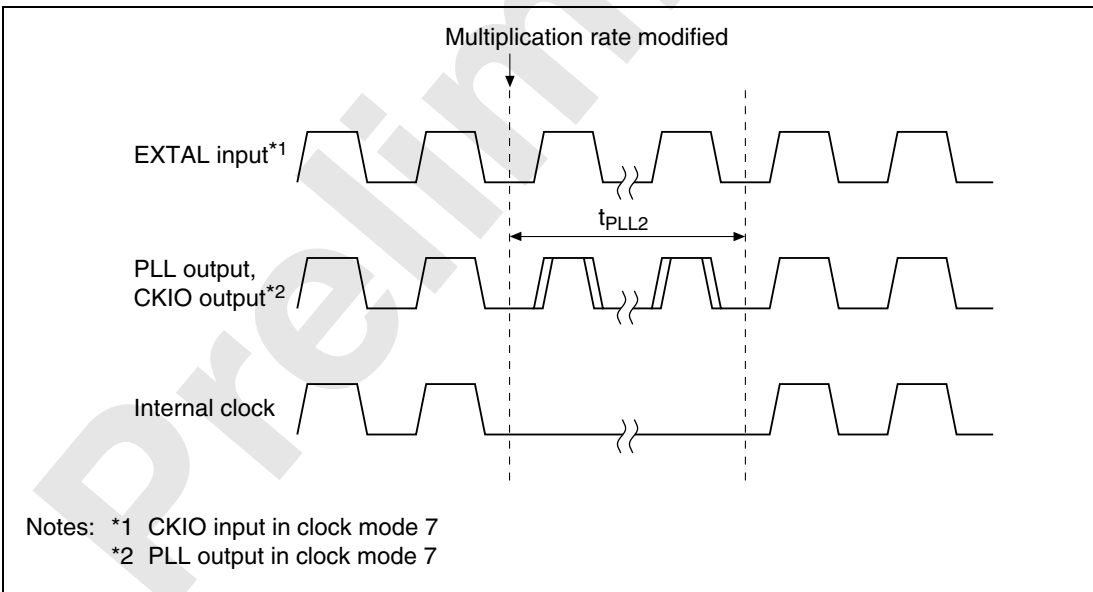 Multiplication rate modified
EXTAL input*1
tPLL2
PLL output,
CKIO output*2
Internal clock
Notes: *1 CKIO input in clock mode 7
*2 PLL output in clock mode 7